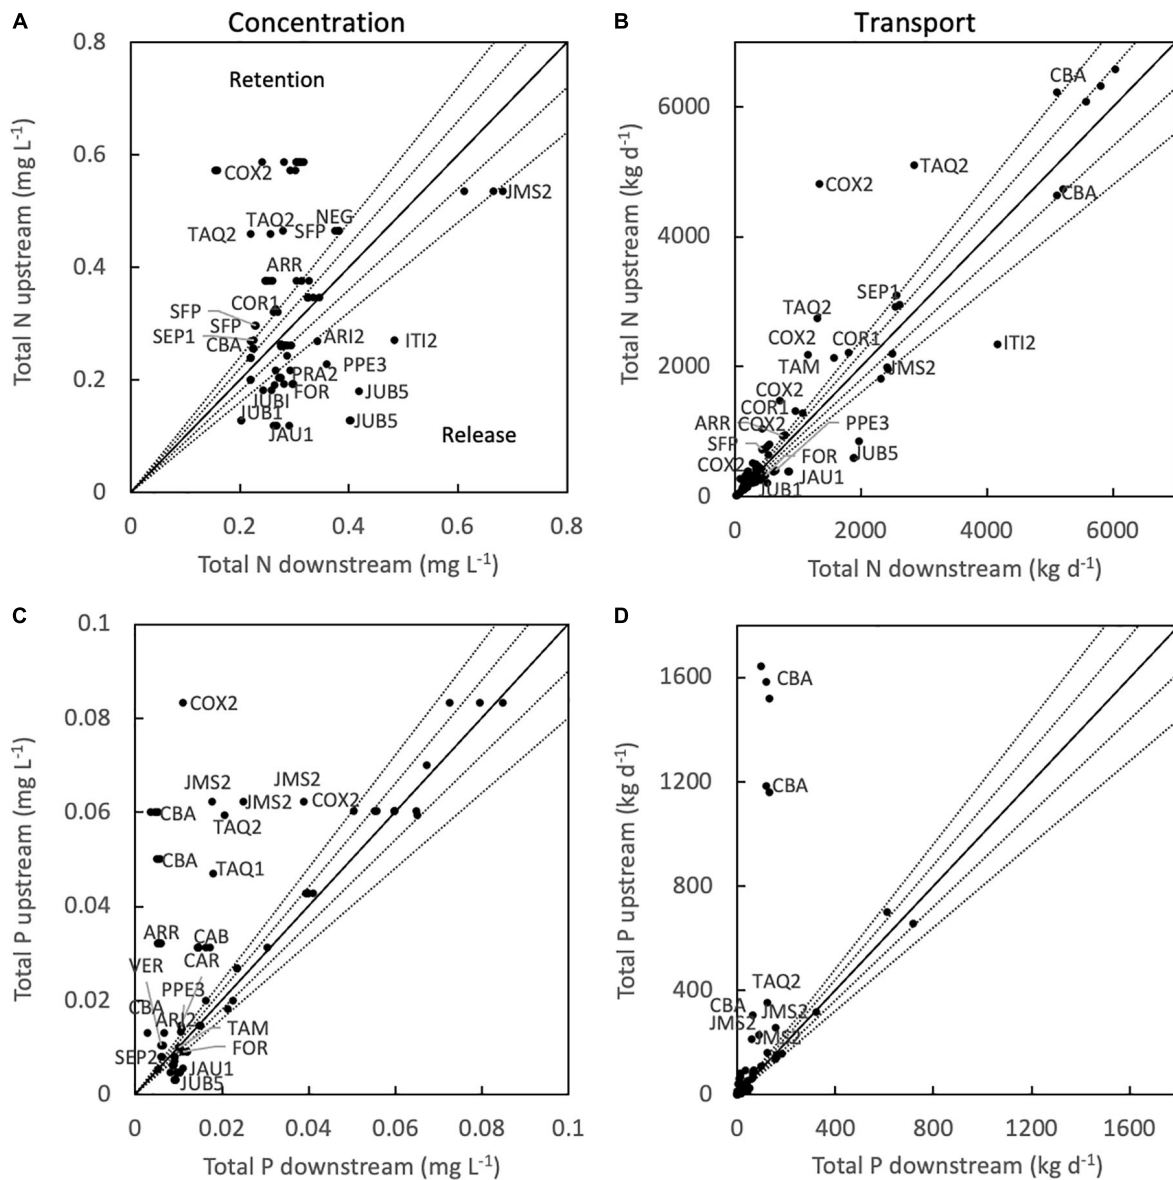 A
Concentration
0.8
0.6
0.4
0.2
0
Total N upstream (mg L-1)
Retention
COX2
JMS2
TAQ2
TAQ2
NEG
SFP
ARR
SFP
COR1
SFP
SEP1
CBA
ARI2
ITI2
PPE3
PRA2
FOR
JUB5
JUBI
JUB1
JUB5
JAU1
Release
0
0.2
0.4
0.6
0.8
Total N downstream (mg L-1)
B
Transport
6000
4000
2000
0
Total N upstream (kg d-1)
CBA
TAQ2
COX2
CBA
SEP1
TAQ2
COX2
COR1
ITI2
TAM
JMS2
COX2
COR1
ARR
COX2
PPE3
SFP
FOR
JUB5
COX2
JAU1
JUB1
0
2000
4000
6000
Total N downstream (kg d-1)
C
0.1
0.08
0.06
0.04
0.02
0
Total P upstream (mg L-1)
COX2
JMS2
JMS2
JMS2
COX2
CBA
TAQ2
CBA
TAQ1
ARR
CAB
CAR
VER
PPE3
CBA
ARI2
TAM
FOR
SEP2
JAU1
JUB5
0
0.02
0.04
0.06
0.08
0.1
Total P downstream (mg L-1)
D
1600
1200
800
400
0
Total P upstream (kg d-1)
CBA
CBA
TAQ2
CBA
JMS2
JMS2
JMS2
0
400
800
1200
1600
Total P downstream (kg d-1)